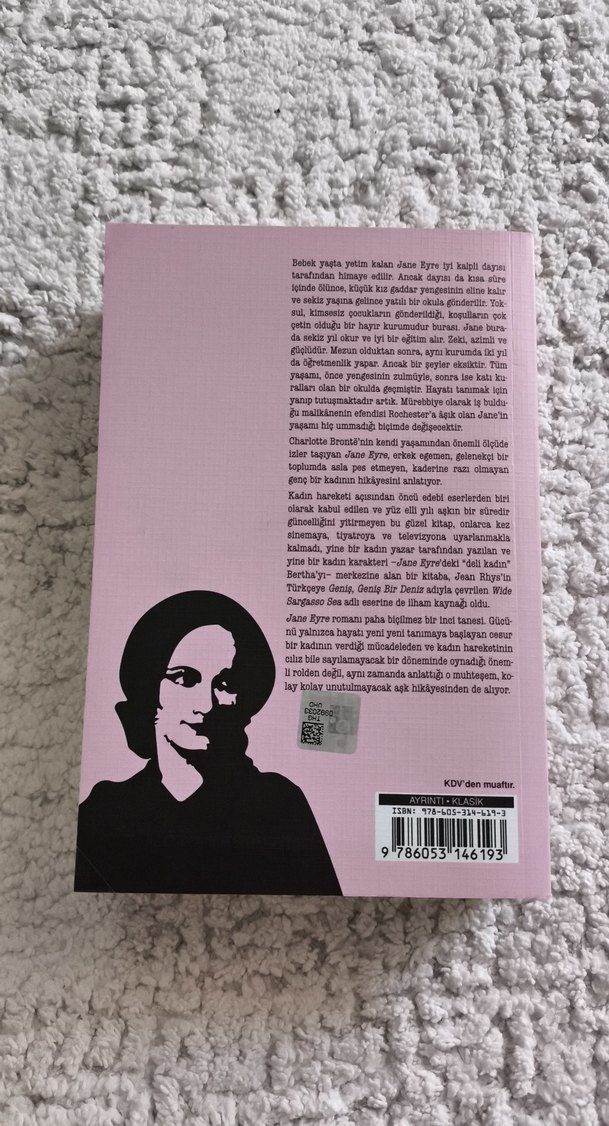 Bebek yaşta yetim kalan Jane Eyre iyi kalpli dayısı
tarafından himaye edilir. Ancak dayısı da kısa süre
içinde ölünce, küçük kız gaddar yengesinin eline kalır
ve sekiz yaşına gelince yatılı bir okula gönderilir. Yok-
sul, kimsesiz çocukların gönderildiği, koşulların çok
çetin olduğu bir hayır kurumudur burası. Jane bura-
da sekiz yıl okur ve iyi bir eğitim alır. Zeki, azimli ve
güçlüdür. Mezun olduktan sonra, aynı kurumda iki yıl
da öğretmenlik yapar. Ancak bir şeyler eksiktir. Tüm
yaşamı, önce yengesinin zulmüyle, sonra ise katı ku-
ralları olan bir okulda geçmiştir. Hayatı tanımak için
yanıp tutuşmaktadır artık. Mürebbiye olarak iş buldu-
ğu malikânenin efendisi Rochester'a âşık olan Jane'in
yaşamı hiç ummadığı biçimde değişecektir.
Charlotte Brontë'nin kendi yaşamından önemli ölçüde
izler taşıyan Jane Eyre, erkek egemen, gelenekçi bir
toplumda asla pes etmeyen, kaderine razı olmayan
genç bir kadının hikâyesini anlatıyor.
Kadın hareketi açısından öncü edebi eserlerden biri
olarak kabul edilen ve yüz elli yılı aşkın bir süredir
güncelliğini yitirmeyen bu güzel kitap, onlarca kez
sinemaya, tiyatroya ve televizyona uyarlanmakla
kalmadı, yine bir kadın yazar tarafından yazılan ve
yine bir kadın karakteri –Jane Eyre'deki “deli kadın”
Bertha'yı– merkezine alan bir kitaba, Jean Rhys'in
Türkçeye Geniş, Geniş Bir Deniz adıyla çevrilen Wide
Sargasso Sea adlı eserine de ilham kaynağı oldu.
Jane Eyre romanı paha biçilmez bir inci tanesi. Gücü-
nü yalnızca hayatı yeni yeni tanımaya başlayan cesur
bir kadının verdiği mücadeleden ve kadın hareketinin
cılız bile sayılamayacak bir döneminde oynadığı önem-
li rolden değil, aynı zamanda anlattığı o muhteşem, ko-
lay kolay unutulmayacak aşk hikâyesinden de alıyor.
THG
0992033
UHD
KDV'den muaftır.
AYRINTI • KLASİK
ISBN: 978-605-314-619-3
9 786053 146193